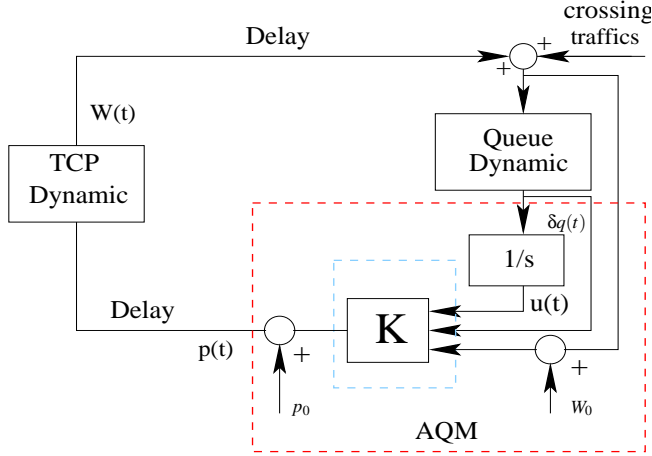 crossing
traffics
Delay
+
+
W(t)
TCP
Dynamic
Queue
Dynamic
δq(t)
1/s
u(t)
K
Delay
p(t)
+
+
p₀
W₀
AQM